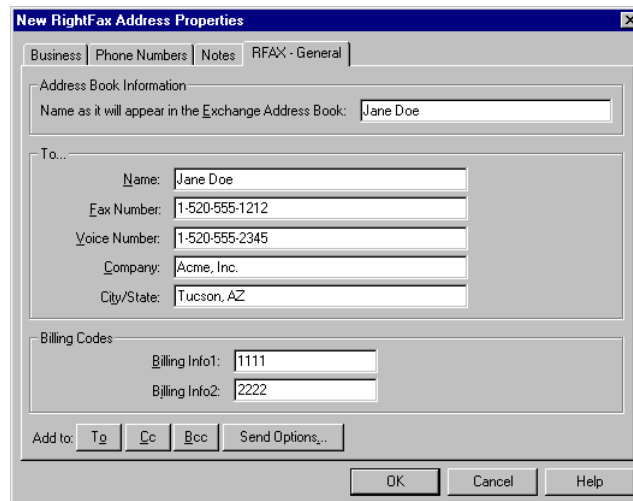 New RightFax Address Properties
Business Phone Numbers Notes RFAX - General
Address Book Information
Name as it will appear in the Exchange Address Book: Jane Doe
To...
Name: Jane Doe
Fax Number: 1-520-555-1212
Voice Number: 1-520-555-2345
Company: Acme, Inc.
City/State: Tucson, AZ
Billing Codes
Billing Info1: 1111
Billing Info2: 2222
Add to: To Cc Bcc Send Options...
OK Cancel Help